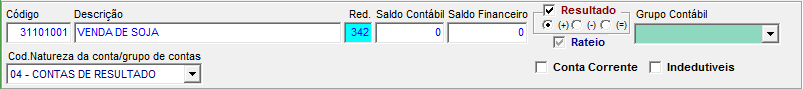 Código Descrição Red. Saldo Contábil Saldo Financeiro Resultado Grupo Contábil
31101001 VENDA DE SOJA 342 0 0 (+) (-) (=)
Rateio
Cod.Natureza da conta/grupo de contas
04 - CONTAS DE RESULTADO Conta Corrente Indedutiveis